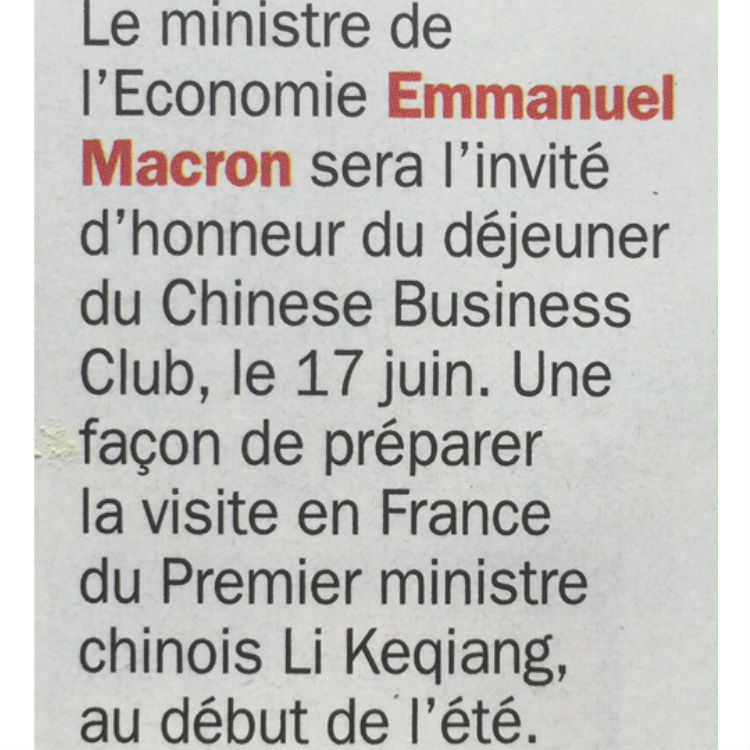 Le ministre de
l'Economie Emmanuel
Macron sera l'invité
d'honneur du déjeuner
du Chinese Business
Club, le 17 juin. Une
façon de préparer
la visite en France
du Premier ministre
chinois Li Keqiang,
au début de l'été.